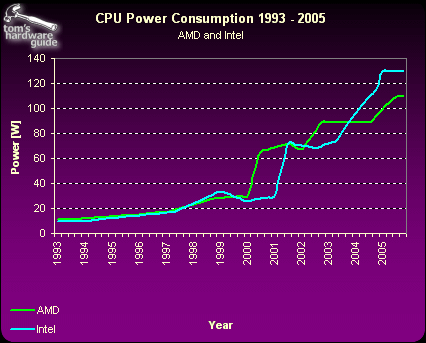 tom's
hardware
guide
CPU Power Consumption 1993 - 2005
AMD and Intel
Power [W]
140
120
100
80
60
40
20
0
1993
1994
1995
1996
1997
1998
1999
2000
2001
2002
2003
2004
2005
Year
AMD
Intel